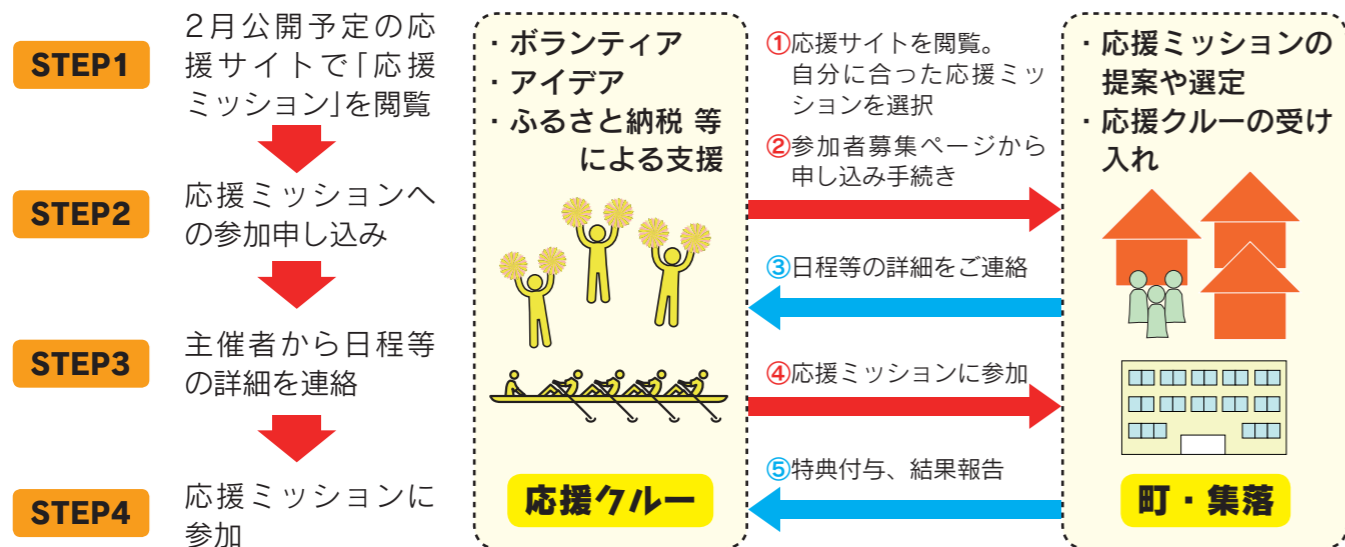 STEP1
2月公開予定の応
援サイトで「応援
ミッション」を閲覧
STEP2
応援ミッションへ
の参加申し込み
STEP3
主催者から日程等
の詳細を連絡
STEP4
応援ミッションに
参加
・ボランティア
・アイデア
・ふるさと納税 等
による支援
応援クルー
①応援サイトを閲覧。
自分に合った応援ミッ
ションを選択
②参加者募集ページから
申し込み手続き
③日程等の詳細をご連絡
④応援ミッションに参加
⑤特典付与、結果報告
・応援ミッションの
提案や選定
・応援クルーの受け
入れ
町・集落